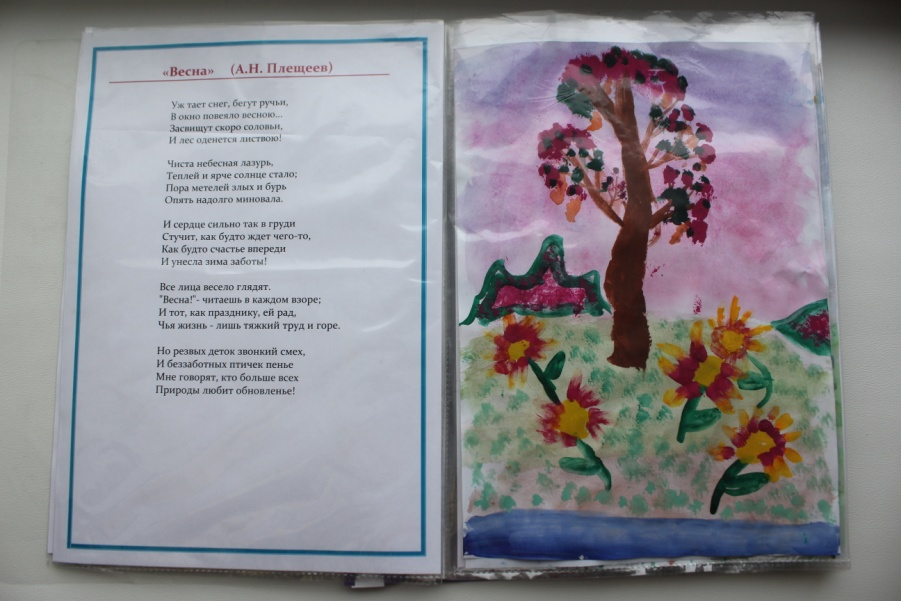 «Весна» (А.Н. Плещеев)
Уж тает снег, бегут ручьи,
В окно повеяло весною...
Засвищут скоро соловьи,
И лес оденется листвою!
Чиста небесная лазурь,
Теплей и ярче солнце стало;
Пора метелей злых и бурь
Опять надолго миновала.
И сердце сильно так в груди
Стучит, как будто ждет чего-то,
Как будто счастье впереди
И унесла зима заботы!
Все лица весело глядят.
"Весна!"- читаешь в каждом взоре;
И тот, как празднику, ей рад,
Чья жизнь - лишь тяжкий труд и горе.
Но резвых деток звонкий смех,
И беззаботных птичек пенье
Мне говорят, кто больше всех
Природы любит обновленье!